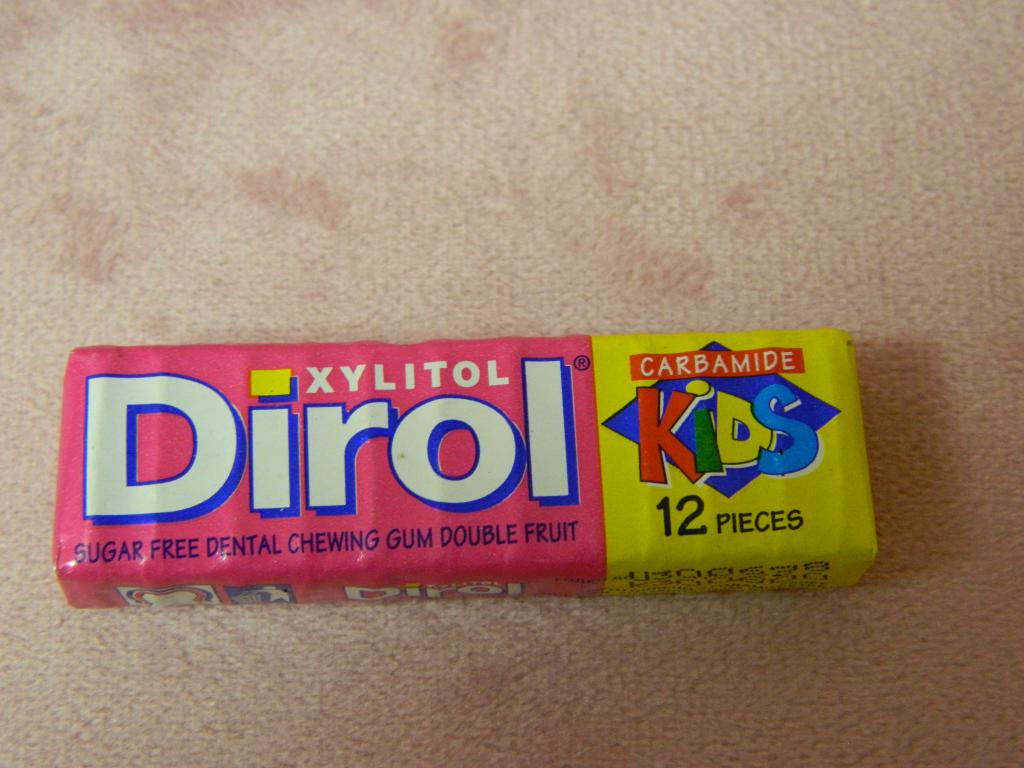 XYLITOL
Dirol®
SUGAR FREE DENTAL CHEWING GUM DOUBLE FRUIT
CARBAMIDE
KiDS
12 PIECES
Dirol